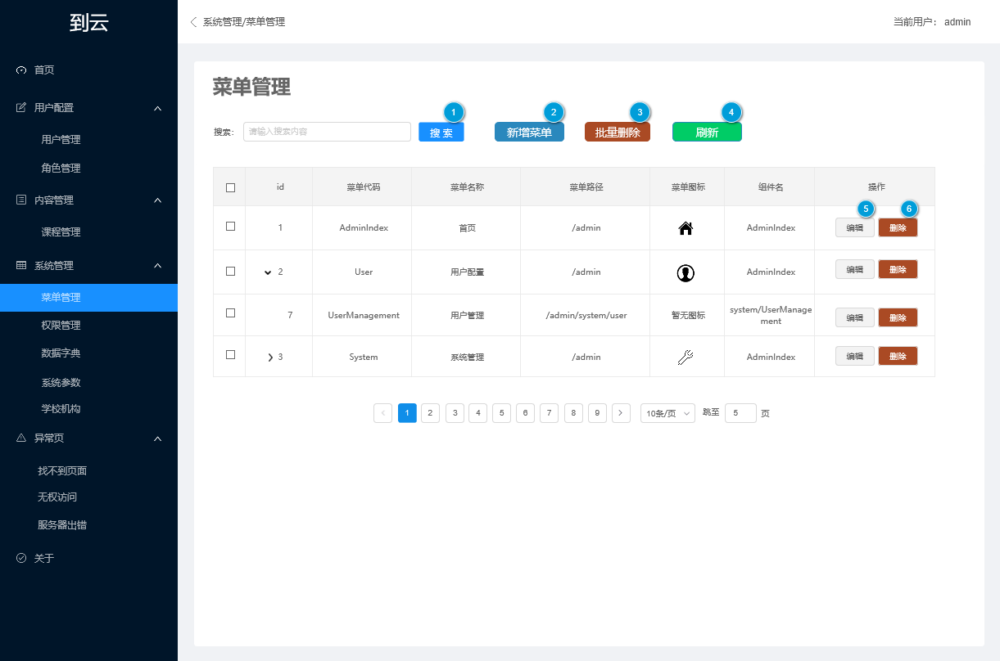 到云
首页
用户配置
用户管理
角色管理
内容管理
课程管理
系统管理
菜单管理
权限管理
数据字典
系统参数
学校机构
异常页
找不到页面
无权访问
服务器出错
关于
系统管理/菜单管理 当前用户： admin
菜单管理
1 2 3 4
搜索: 请输入搜索内容 搜 索 新增菜单 批量删除 刷新
id 菜单代码 菜单名称 菜单路径 菜单图标 组件名 操作
5 6
1 AdminIndex 首页 /admin AdminIndex 编辑 删除
2 User 用户配置 /admin AdminIndex 编辑 删除
7 UserManagement 用户管理 /admin/system/user 暂无图标 system/UserManage
ment 编辑 删除
3 System 系统管理 /admin AdminIndex 编辑 删除
1 2 3 4 5 6 7 8 9 10条/页 跳至 5 页